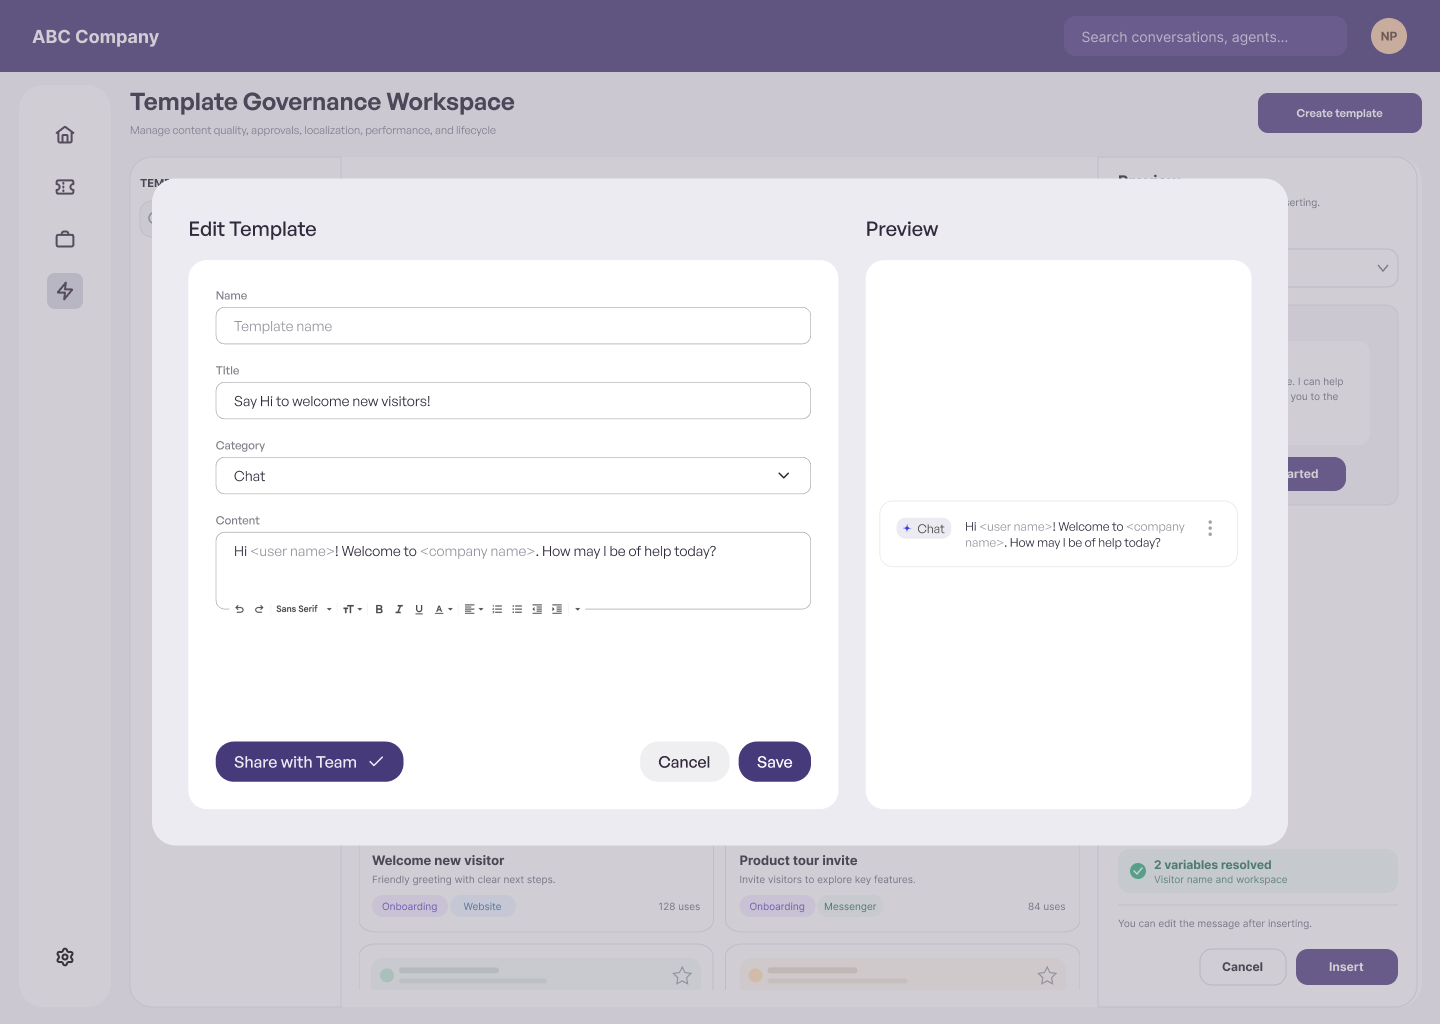 ABC Company
Search conversations, agents...
NP
Template Governance Workspace
Manage content quality, approvals, localization, performance, and lifecycle
Create template
Edit Template
Name
Template name
Title
Say Hi to welcome new visitors!
Category
Chat
Content
Hi <user name>! Welcome to <company name>. How may I be of help today?
Sans Serif
Share with Team
Cancel
Save
Preview
Chat
Hi <user name>! Welcome to <company
name>. How may I be of help today?
e. I can help
you to the
Welcome new visitor
Friendly greeting with clear next steps.
Onboarding
Website
128 uses
Product tour invite
Invite visitors to explore key features.
Onboarding
Messenger
84 uses
2 variables resolved
Visitor name and workspace
You can edit the message after inserting.
Cancel
Insert